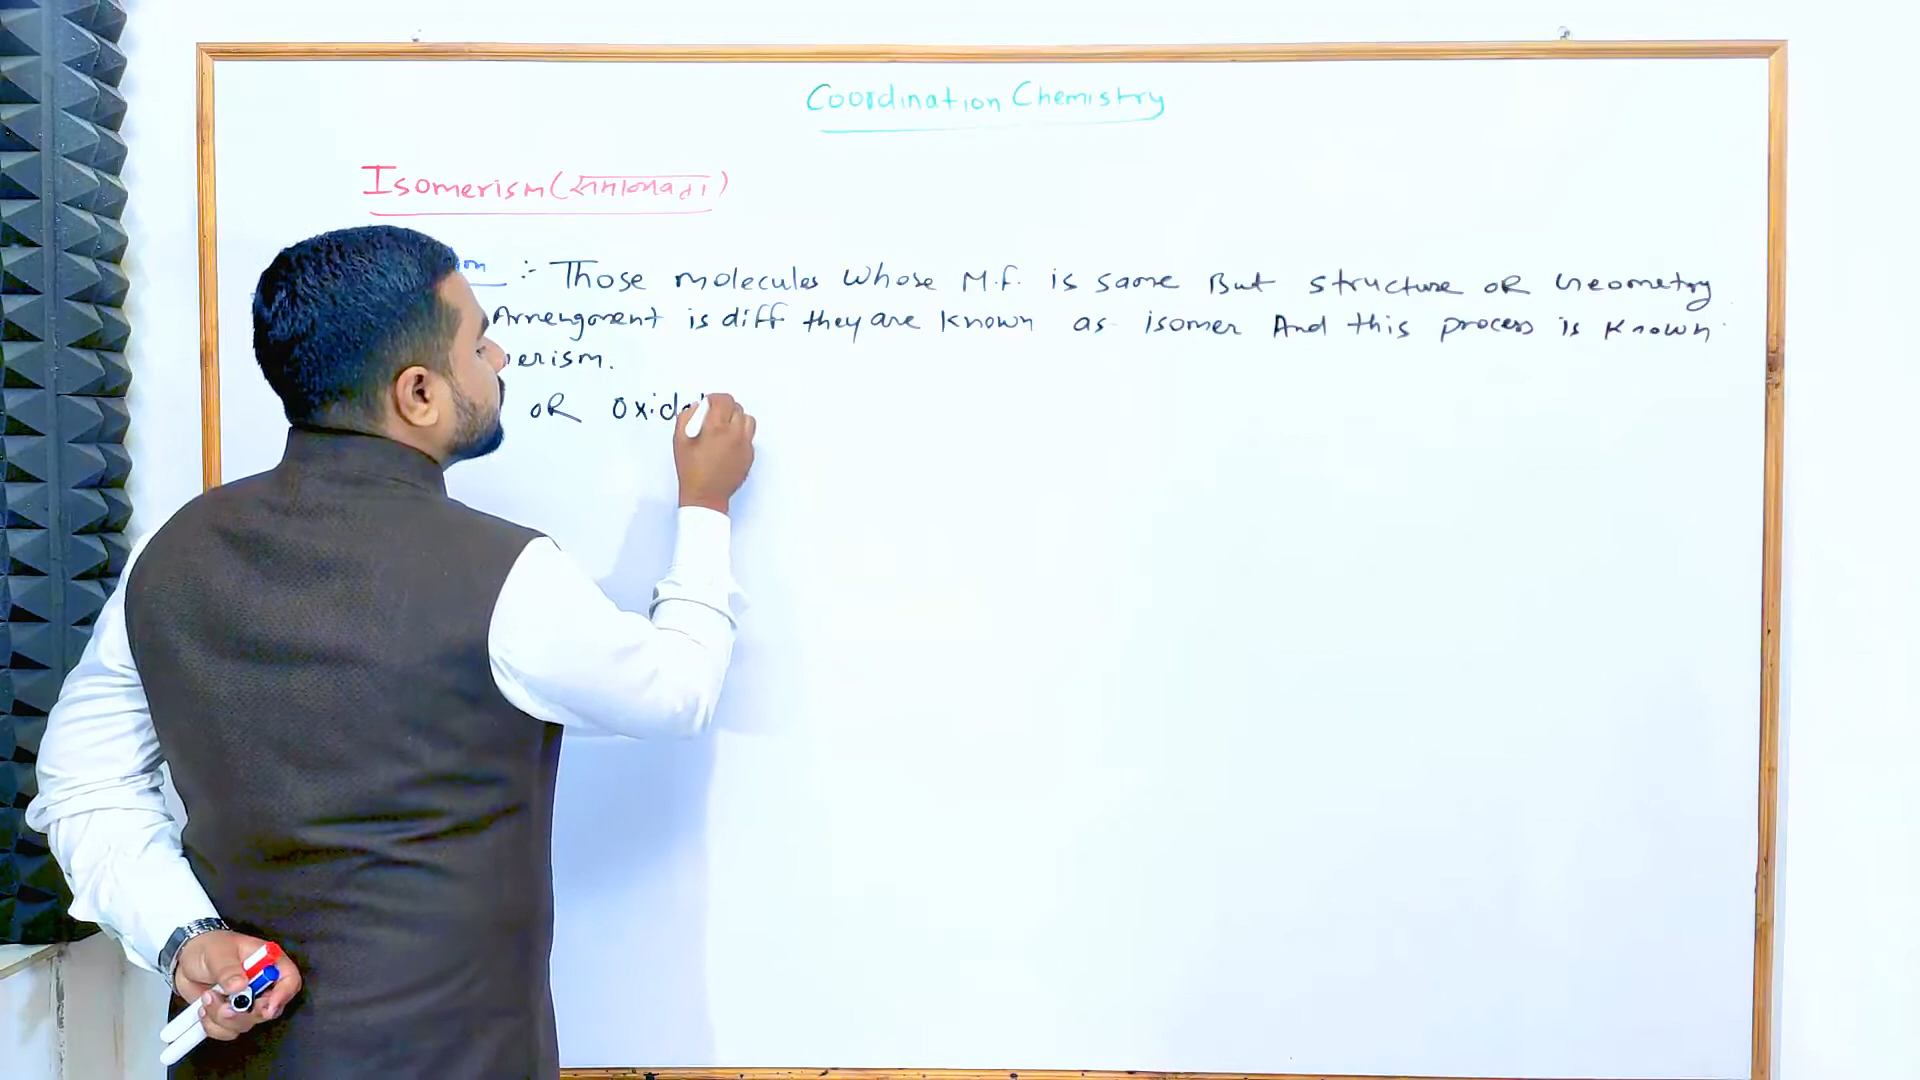 Coordination Chemistry
Isomerism (समावयवता)
:- Those molecules whose M.f. is same But structure OR Geometry
Arrengement is diff they are known as isomer And this process is known
erism.
OR Oxida